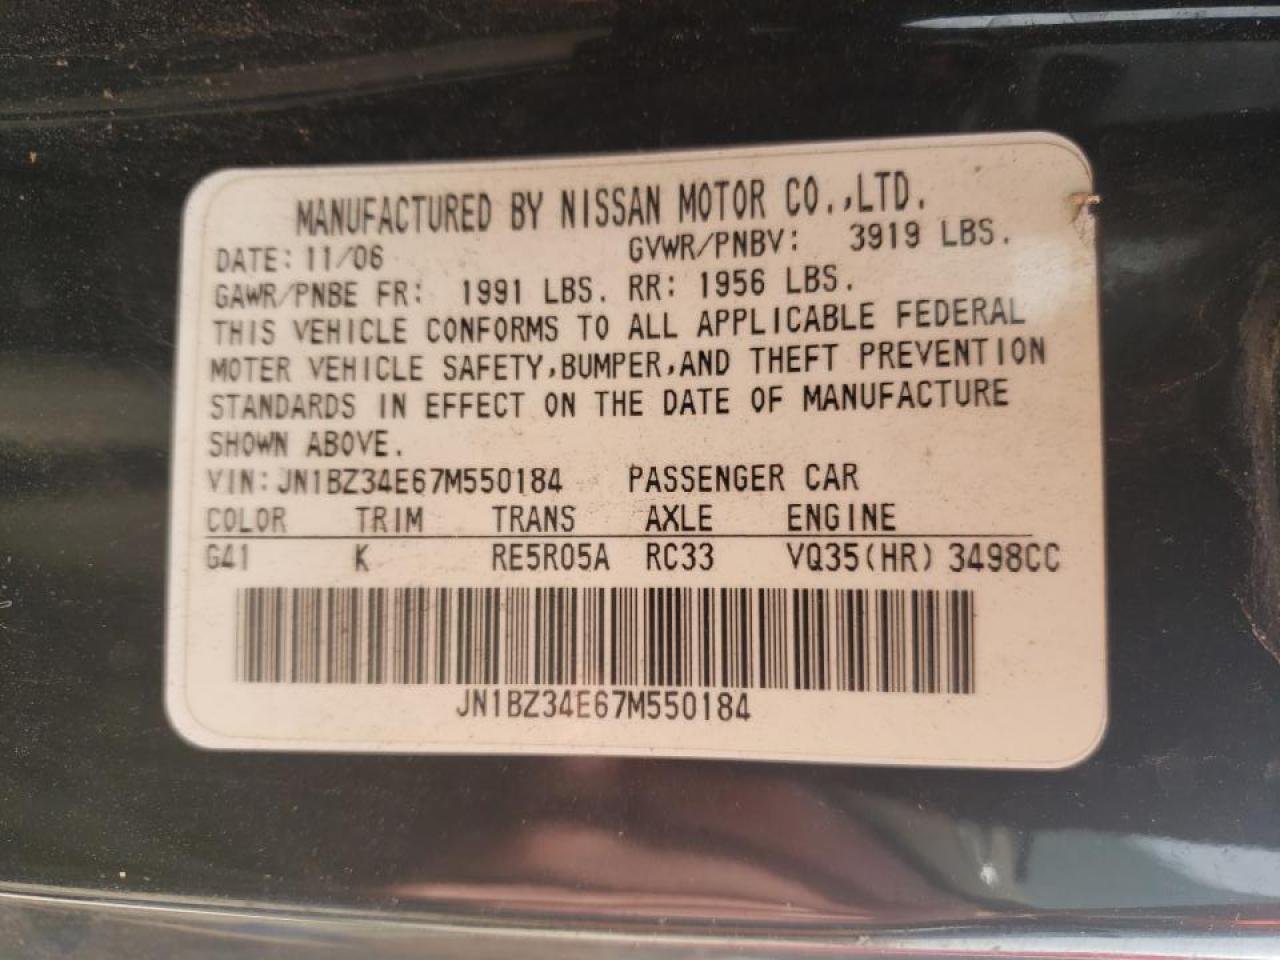 MANUFACTURED BY NISSAN MOTOR CO.,LTD.
DATE: 11/06 GVWR/PNBV: 3919 LBS.
GAWR/PNBE FR: 1991 LBS. RR: 1956 LBS.
THIS VEHICLE CONFORMS TO ALL APPLICABLE FEDERAL
MOTER VEHICLE SAFETY,BUMPER,AND THEFT PREVENTION
STANDARDS IN EFFECT ON THE DATE OF MANUFACTURE
SHOWN ABOVE.
VIN:JN1BZ34E67M550184 PASSENGER CAR
COLOR TRIM TRANS AXLE ENGINE
G41 K RE5R05A RC33 VQ35(HR) 3498CC
JN1BZ34E67M550184